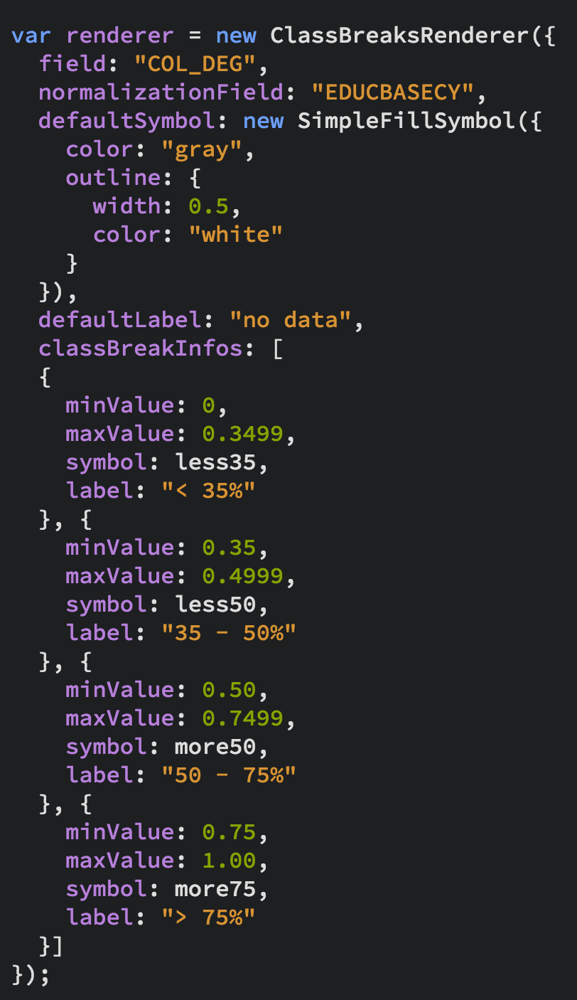 var renderer = new ClassBreaksRenderer({
  field: "COL_DEG",
  normalizationField: "EDUCBASECY",
  defaultSymbol: new SimpleFillSymbol({
    color: "gray",
    outline: {
      width: 0.5,
      color: "white"
    }
  }),
  defaultLabel: "no data",
  classBreakInfos: [
  {
    minValue: 0,
    maxValue: 0.3499,
    symbol: less35,
    label: "< 35%"
  }, {
    minValue: 0.35,
    maxValue: 0.4999,
    symbol: less50,
    label: "35 - 50%"
  }, {
    minValue: 0.50,
    maxValue: 0.7499,
    symbol: more50,
    label: "50 - 75%"
  }, {
    minValue: 0.75,
    maxValue: 1.00,
    symbol: more75,
    label: "> 75%"
  }]
});